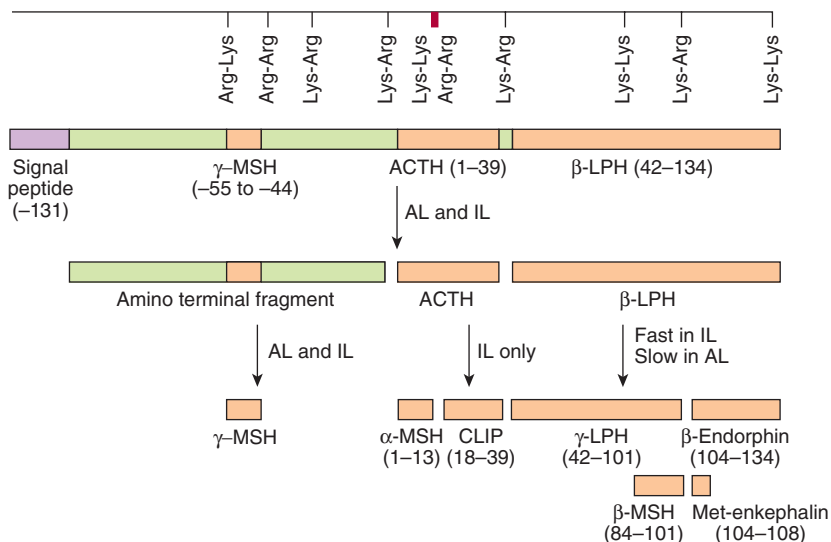 Arg-Lys
Arg-Arg
Lys-Arg
Lys-Arg
Lys-Lys
Arg-Arg
Lys-Arg
Lys-Lys
Lys-Arg
Lys-Lys
Signal
peptide
(–131)
γ–MSH
(–55 to –44)
ACTH (1–39)
β–LPH (42–134)
AL and IL
Amino terminal fragment
ACTH
β-LPH
AL and IL
IL only
Fast in IL
Slow in AL
γ–MSH
α-MSH
(1–13)
CLIP
(18–39)
γ-LPH
(42–101)
β-Endorphin
(104–134)
β-MSH
(84–101)
Met-enkephalin
(104–108)